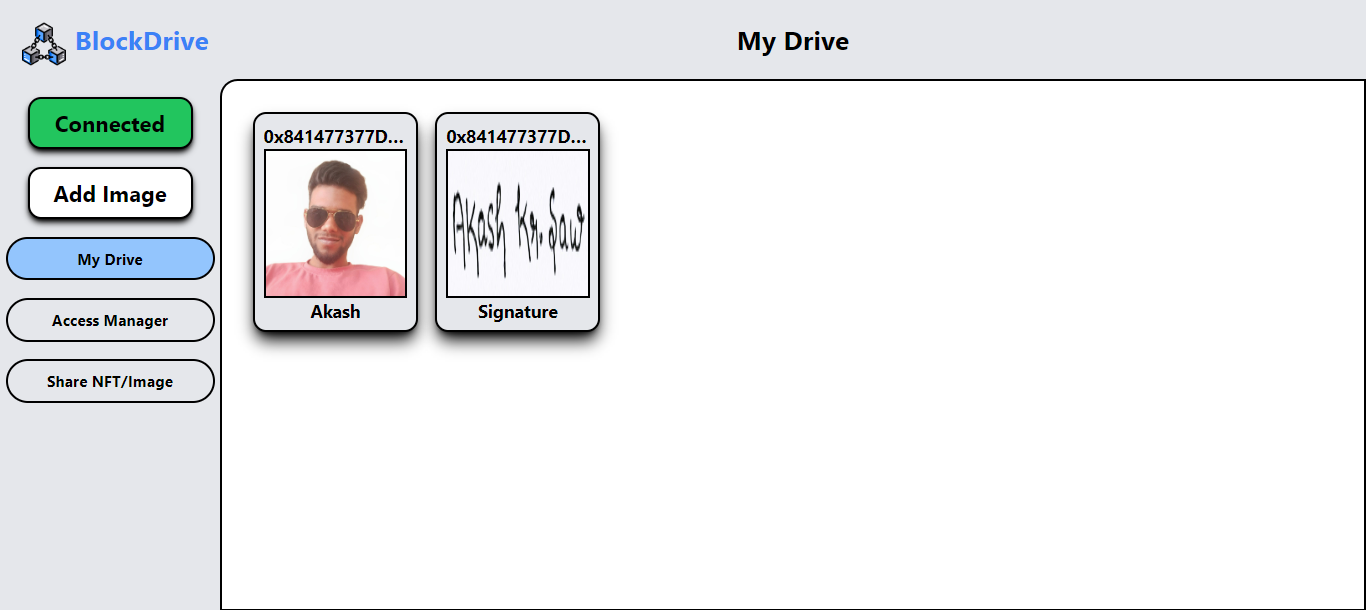 BlockDrive
My Drive
Connected
Add Image
My Drive
Access Manager
Share NFT/Image
0x841477377D...
Akash
0x841477377D...
Akash Kr. Saw
Signature